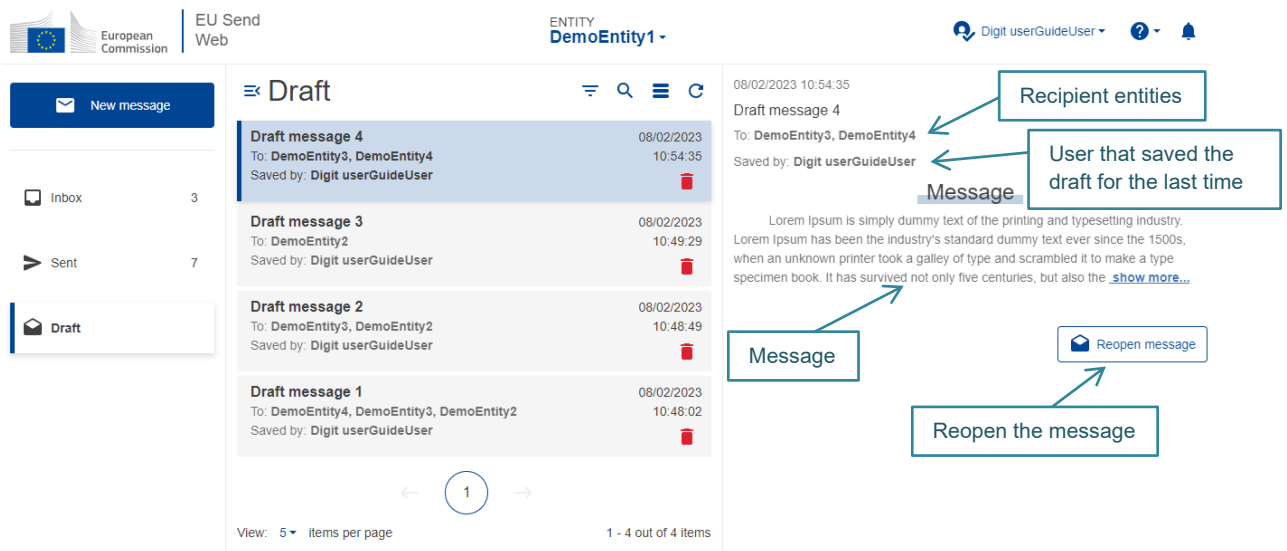 European
Commission
EU Send
Web
ENTITY
DemoEntity1
Digit userGuideUser
New message
Inbox 3
Sent 7
Draft
Draft
Draft message 4 08/02/2023
To: DemoEntity3, DemoEntity4 10:54:35
Saved by: Digit userGuideUser
Draft message 3 08/02/2023
To: DemoEntity2 10:49:29
Saved by: Digit userGuideUser
Draft message 2 08/02/2023
To: DemoEntity3, DemoEntity2 10:48:49
Saved by: Digit userGuideUser
Draft message 1 08/02/2023
To: DemoEntity4, DemoEntity3, DemoEntity2 10:48:02
Saved by: Digit userGuideUser
1
View: 5 items per page 1 - 4 out of 4 items
08/02/2023 10:54:35
Draft message 4
To: DemoEntity3, DemoEntity4
Saved by: Digit userGuideUser
Recipient entities
User that saved the
draft for the last time
Message
Lorem Ipsum is simply dummy text of the printing and typesetting industry.
Lorem Ipsum has been the industry's standard dummy text ever since the 1500s,
when an unknown printer took a galley of type and scrambled it to make a type
specimen book. It has survived not only five centuries, but also the show more...
Message
Reopen message
Reopen the message